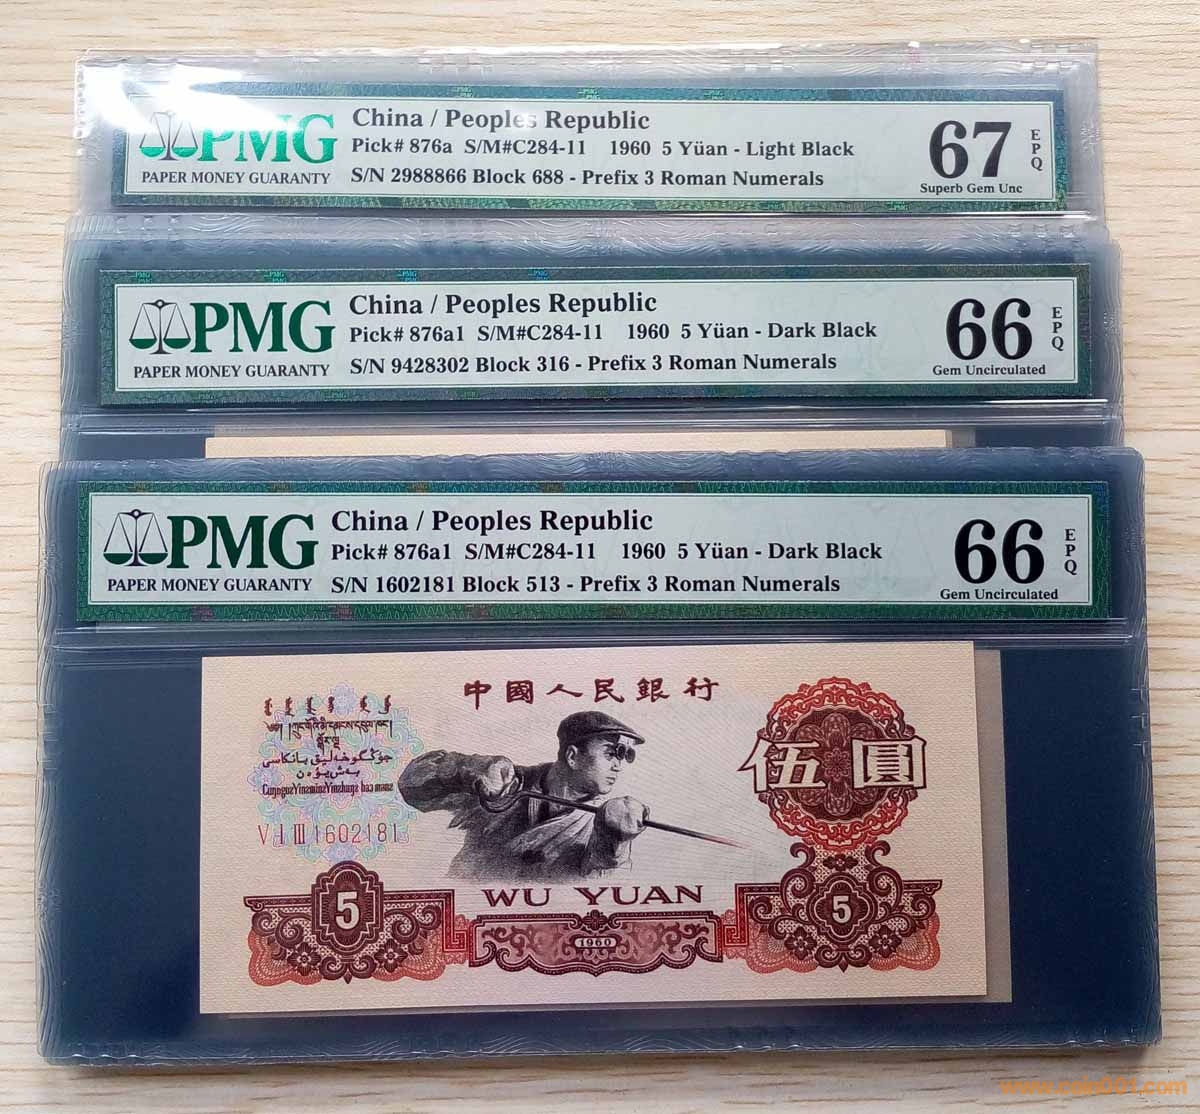 PMG
PAPER MONEY GUARANTY
China / Peoples Republic
Pick# 876a S/M#C284-11 1960 5 Yüan - Light Black
S/N 2988866 Block 688 - Prefix 3 Roman Numerals
67
EPQ
Superb Gem Unc
PMG
PAPER MONEY GUARANTY
China / Peoples Republic
Pick# 876a1 S/M#C284-11 1960 5 Yüan - Dark Black
S/N 9428302 Block 316 - Prefix 3 Roman Numerals
66
EPQ
Gem Uncirculated
PMG
PAPER MONEY GUARANTY
China / Peoples Republic
Pick# 876a1 S/M#C284-11 1960 5 Yüan - Dark Black
S/N 1602181 Block 513 - Prefix 3 Roman Numerals
66
EPQ
Gem Uncirculated
中國人民銀行
伍圓
V I III 1602181
WU YUAN
5
1960
5